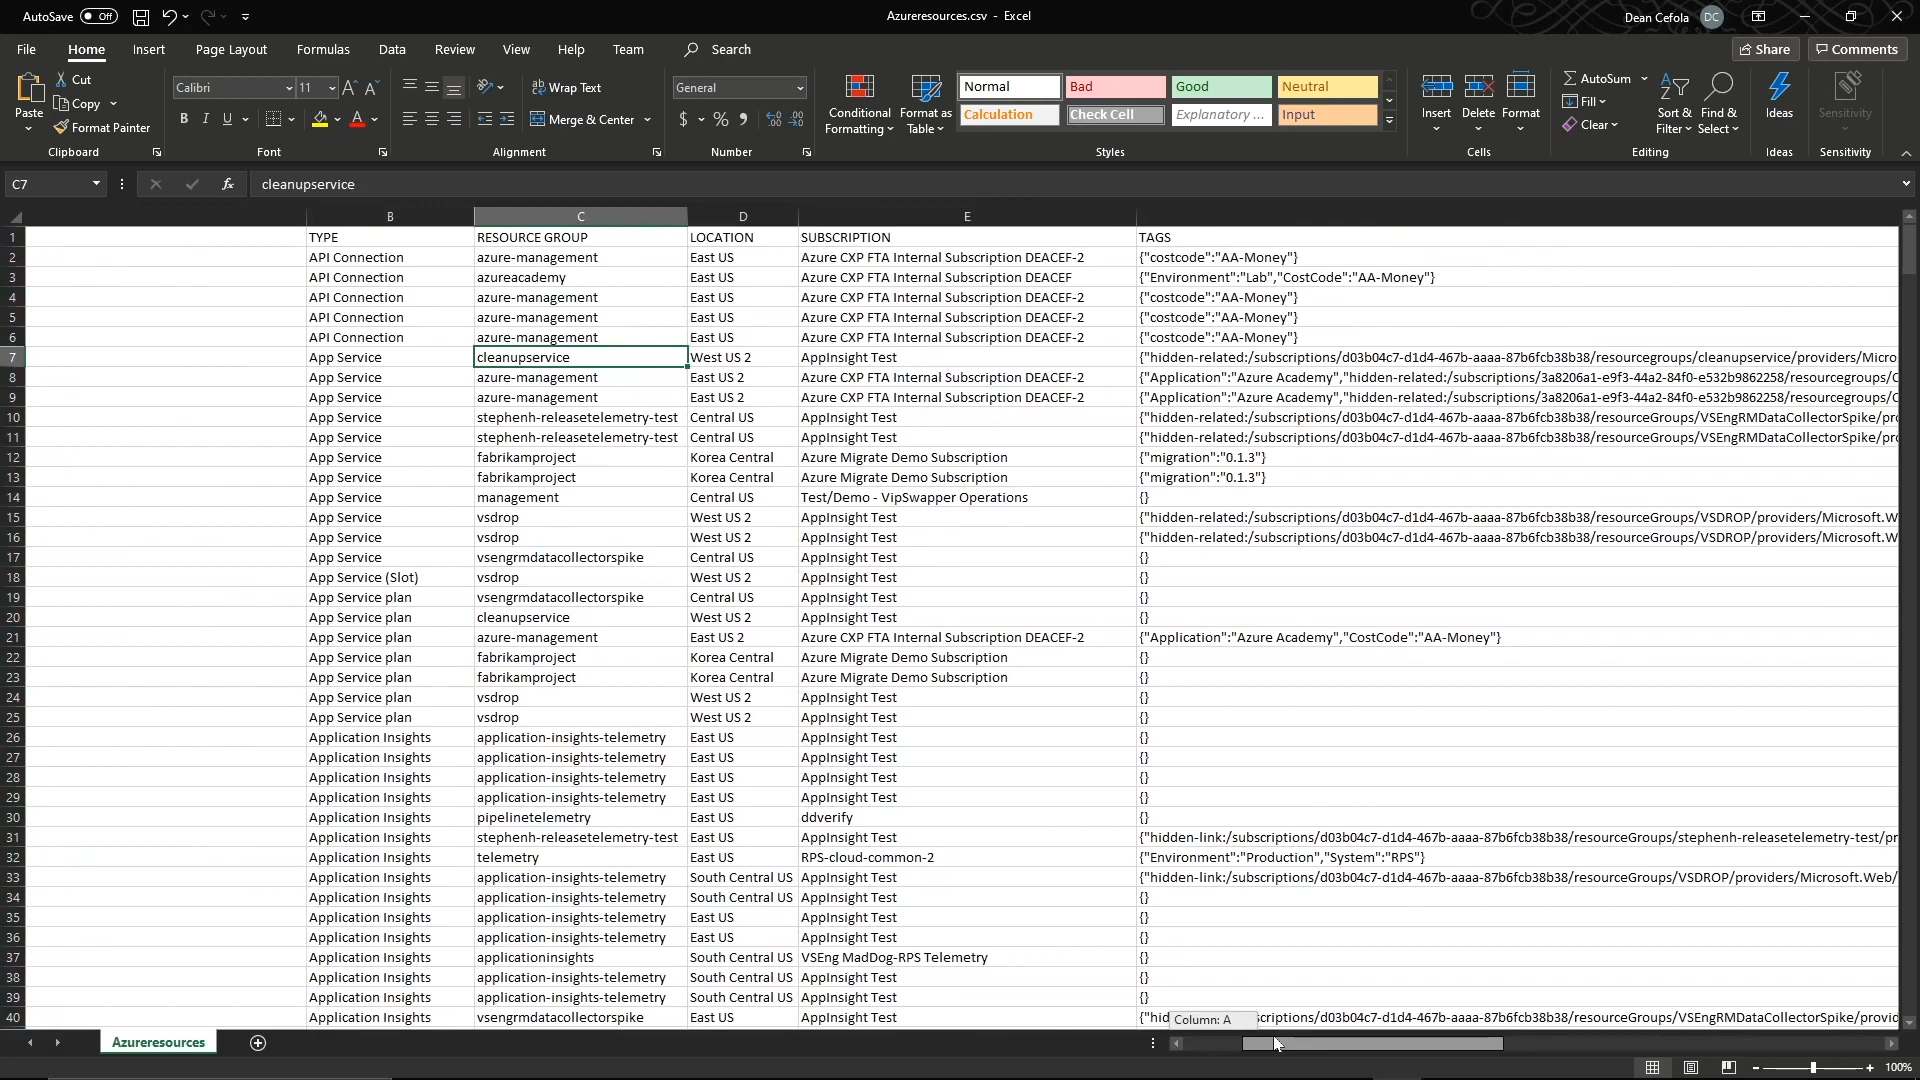 AutoSave Off Azureresources.csv - Excel Dean Cefola DC
File Home Insert Page Layout Formulas Data Review View Help Team Search Share Comments
Paste Cut Copy Format Painter Clipboard
Calibri 11 B I U Font
Wrap Text Merge & Center Alignment
General $ % Number
Conditional Formatting Format as Table Normal Bad Good Neutral
Calculation Check Cell Explanatory ... Input Styles
Insert Delete Format Cells
AutoSum Fill Clear Sort & Filter Find & Select Editing
Ideas Ideas Sensitivity Sensitivity
C7 fx cleanupservice
B C D E
1 TYPE RESOURCE GROUP LOCATION SUBSCRIPTION TAGS
2 API Connection azure-management East US Azure CXP FTA Internal Subscription DEACEF-2 {"costcode":"AA-Money"}
3 API Connection azureacademy East US Azure CXP FTA Internal Subscription DEACEF {"Environment":"Lab","CostCode":"AA-Money"}
4 API Connection azure-management East US Azure CXP FTA Internal Subscription DEACEF-2 {"costcode":"AA-Money"}
5 API Connection azure-management East US Azure CXP FTA Internal Subscription DEACEF-2 {"costcode":"AA-Money"}
6 API Connection azure-management East US Azure CXP FTA Internal Subscription DEACEF-2 {"costcode":"AA-Money"}
7 App Service cleanupservice West US 2 AppInsight Test {"hidden-related:/subscriptions/d03b04c7-d1d4-467b-aaaa-87b6fcb38b38/resourcegroups/cleanupservice/providers/Micro
8 App Service azure-management East US 2 Azure CXP FTA Internal Subscription DEACEF-2 {"Application":"Azure Academy","hidden-related:/subscriptions/3a8206a1-e9f3-44a2-84f0-e532b9862258/resourcegroups/
9 App Service azure-management East US 2 Azure CXP FTA Internal Subscription DEACEF-2 {"Application":"Azure Academy","hidden-related:/subscriptions/3a8206a1-e9f3-44a2-84f0-e532b9862258/resourcegroups/
10 App Service stephenh-releasetelemetry-test Central US AppInsight Test {"hidden-related:/subscriptions/d03b04c7-d1d4-467b-aaaa-87b6fcb38b38/resourceGroups/VSEngRMDataCollectorSpike/pro
11 App Service stephenh-releasetelemetry-test Central US AppInsight Test {"hidden-related:/subscriptions/d03b04c7-d1d4-467b-aaaa-87b6fcb38b38/resourceGroups/VSEngRMDataCollectorSpike/pro
12 App Service fabrikamproject Korea Central Azure Migrate Demo Subscription {"migration":"0.1.3"}
13 App Service fabrikamproject Korea Central Azure Migrate Demo Subscription {"migration":"0.1.3"}
14 App Service management Central US Test/Demo - VipSwapper Operations {}
15 App Service vsdrop West US 2 AppInsight Test {"hidden-related:/subscriptions/d03b04c7-d1d4-467b-aaaa-87b6fcb38b38/resourceGroups/VSDROP/providers/Microsoft.W
16 App Service vsdrop West US 2 AppInsight Test {"hidden-related:/subscriptions/d03b04c7-d1d4-467b-aaaa-87b6fcb38b38/resourceGroups/VSDROP/providers/Microsoft.W
17 App Service vsengrmdatacollectorspike Central US AppInsight Test {}
18 App Service (Slot) vsdrop West US 2 AppInsight Test {}
19 App Service plan vsengrmdatacollectorspike Central US AppInsight Test {}
20 App Service plan cleanupservice West US 2 AppInsight Test {}
21 App Service plan azure-management East US 2 Azure CXP FTA Internal Subscription DEACEF-2 {"Application":"Azure Academy","CostCode":"AA-Money"}
22 App Service plan fabrikamproject Korea Central Azure Migrate Demo Subscription {}
23 App Service plan fabrikamproject Korea Central Azure Migrate Demo Subscription {}
24 App Service plan vsdrop West US 2 AppInsight Test {}
25 App Service plan vsdrop West US 2 AppInsight Test {}
26 Application Insights application-insights-telemetry East US AppInsight Test {}
27 Application Insights application-insights-telemetry East US AppInsight Test {}
28 Application Insights application-insights-telemetry East US AppInsight Test {}
29 Application Insights application-insights-telemetry East US AppInsight Test {}
30 Application Insights pipelinetelemetry East US ddverify {}
31 Application Insights stephenh-releasetelemetry-test East US AppInsight Test {"hidden-link:/subscriptions/d03b04c7-d1d4-467b-aaaa-87b6fcb38b38/resourceGroups/stephenh-releasetelemetry-test/pr
32 Application Insights telemetry East US RPS-cloud-common-2 {"Environment":"Production","System":"RPS"}
33 Application Insights application-insights-telemetry South Central US AppInsight Test {"hidden-link:/subscriptions/d03b04c7-d1d4-467b-aaaa-87b6fcb38b38/resourceGroups/VSDROP/providers/Microsoft.Web/
34 Application Insights application-insights-telemetry South Central US AppInsight Test {}
35 Application Insights application-insights-telemetry East US AppInsight Test {}
36 Application Insights application-insights-telemetry East US AppInsight Test {}
37 Application Insights applicationinsights South Central US VSEng MadDog-RPS Telemetry {}
38 Application Insights application-insights-telemetry South Central US AppInsight Test {}
39 Application Insights application-insights-telemetry South Central US AppInsight Test {}
40 Application Insights vsengrmdatacollectorspike East US AppInsight Test {"hid Column: A scriptions/d03b04c7-d1d4-467b-aaaa-87b6fcb38b38/resourceGroups/VSEngRMDataCollectorSpike/provid
Azureresources
100%